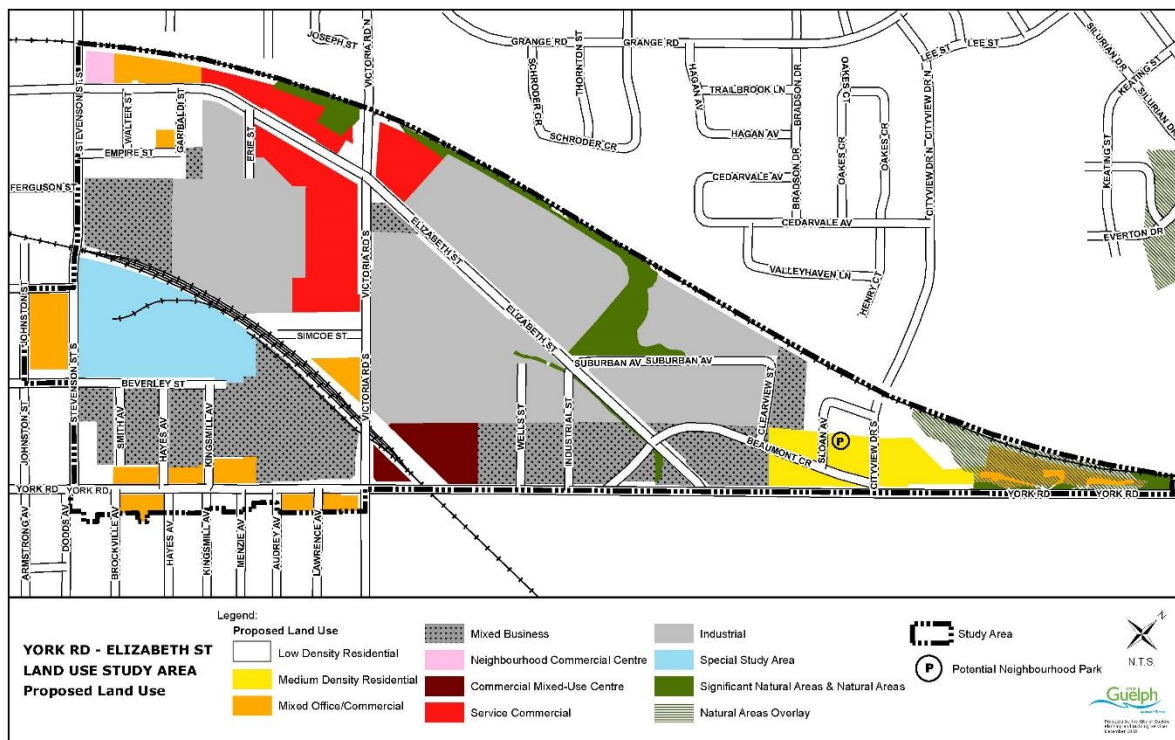 JOSEPH ST
VICTORIA RD N
GRANGE RD
GRANGE RD
LEE ST
LEE ST
SILURIAN DR
KEATING ST
SILURIAN DR
SCHRODER CR
THORNTON ST
SCHRODER CR
HAGAN AV
TRAILBROOK LN
HAGAN AV
BRADSON DR
OAKES CT
CITYVIEW DR N
STEVENSON ST S
WALTER ST
GARIBALDI ST
ERIE ST
EMPIRE ST
FERGUSON ST
CEDARVALE AV
BRADSON DR
OAKES CR
OAKES CR
CEDARVALE AV
CITYVIEW DR N
KEATING ST
EVERTON DR
VALLEYHAVEN LN
HENRY CT
ELIZABETH ST
VICTORIA RD S
ELIZABETH ST
JOHNSTON ST
SIMCOE ST
SUBURBAN AV
SUBURBAN AV
STEVENSON ST S
BEVERLEY ST
VICTORIA RD S
SMITH AV
HAYES AV
KINGSMILL AV
JOHNSTON ST
WELLS ST
INDUSTRIAL ST
CLEARVIEW ST
SLOAN AV
P
BEAUMONT CR
CITYVIEW DR S
YORK RD
YORK RD
YORK RD
YORK RD
ARMSTRONG AV
DODDS AV
BROCKVILLE AV
HAYES AV
KINGSMILL AV
MENZIE AV
AUDREY AV
LAWRENCE AV
YORK RD - ELIZABETH ST
LAND USE STUDY AREA
Proposed Land Use
Legend:
Proposed Land Use
Low Density Residential
Medium Density Residential
Mixed Office/Commercial
Mixed Business
Neighbourhood Commercial Centre
Commercial Mixed-Use Centre
Service Commercial
Industrial
Special Study Area
Significant Natural Areas & Natural Areas
Natural Areas Overlay
Study Area
P Potential Neighbourhood Park
N.T.S.
Guelph